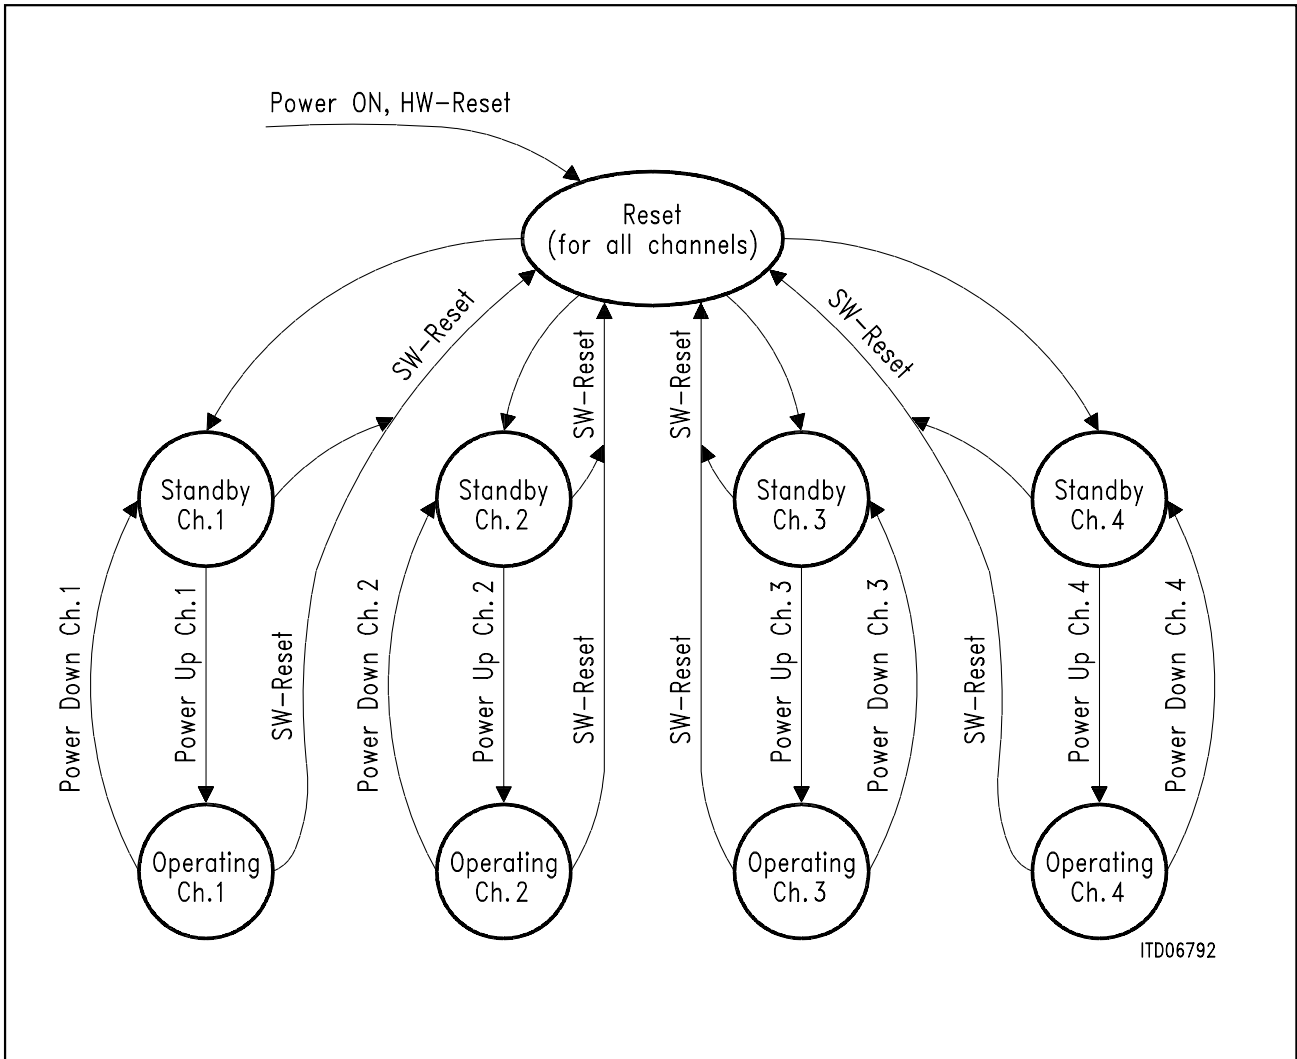 Power ON, HW-Reset
Reset
(for all channels)
SW-Reset
SW-Reset
SW-Reset
SW-Reset
Standby
Ch.1
Standby
Ch.2
Standby
Ch.3
Standby
Ch.4
Power Down Ch.1
Power Up Ch.1
SW-Reset
Power Down Ch.2
Power Up Ch.2
SW-Reset
SW-Reset
Power Up Ch.3
Power Down Ch.3
SW-Reset
Power Up Ch.4
Power Down Ch.4
Operating
Ch.1
Operating
Ch.2
Operating
Ch.3
Operating
Ch.4
ITD06792